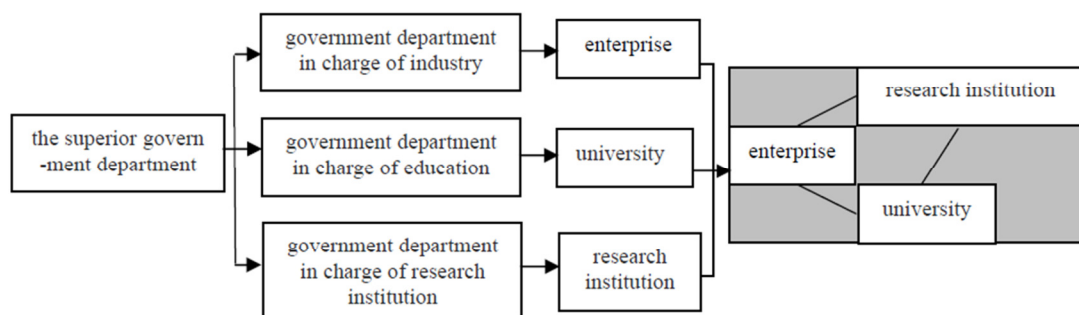 the superior govern
-ment department
government department
in charge of industry
government department
in charge of education
government department
in charge of research
institution
enterprise
university
research
institution
research institution
enterprise
university